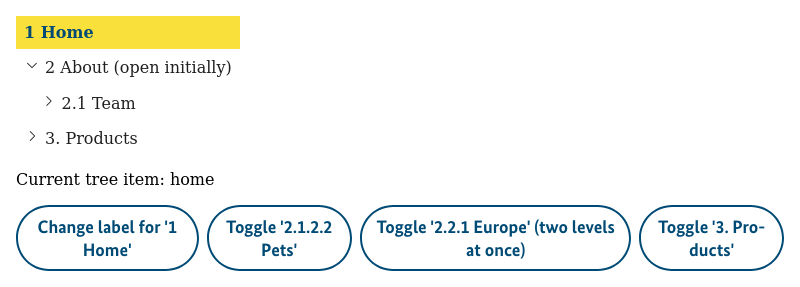 1 Home
2 About (open initially)
2.1 Team
3. Products
Current tree item: home
Change label for '1
Home'
Toggle '2.1.2.2
Pets'
Toggle '2.2.1 Europe' (two levels
at once)
Toggle '3. Pro-
ducts'